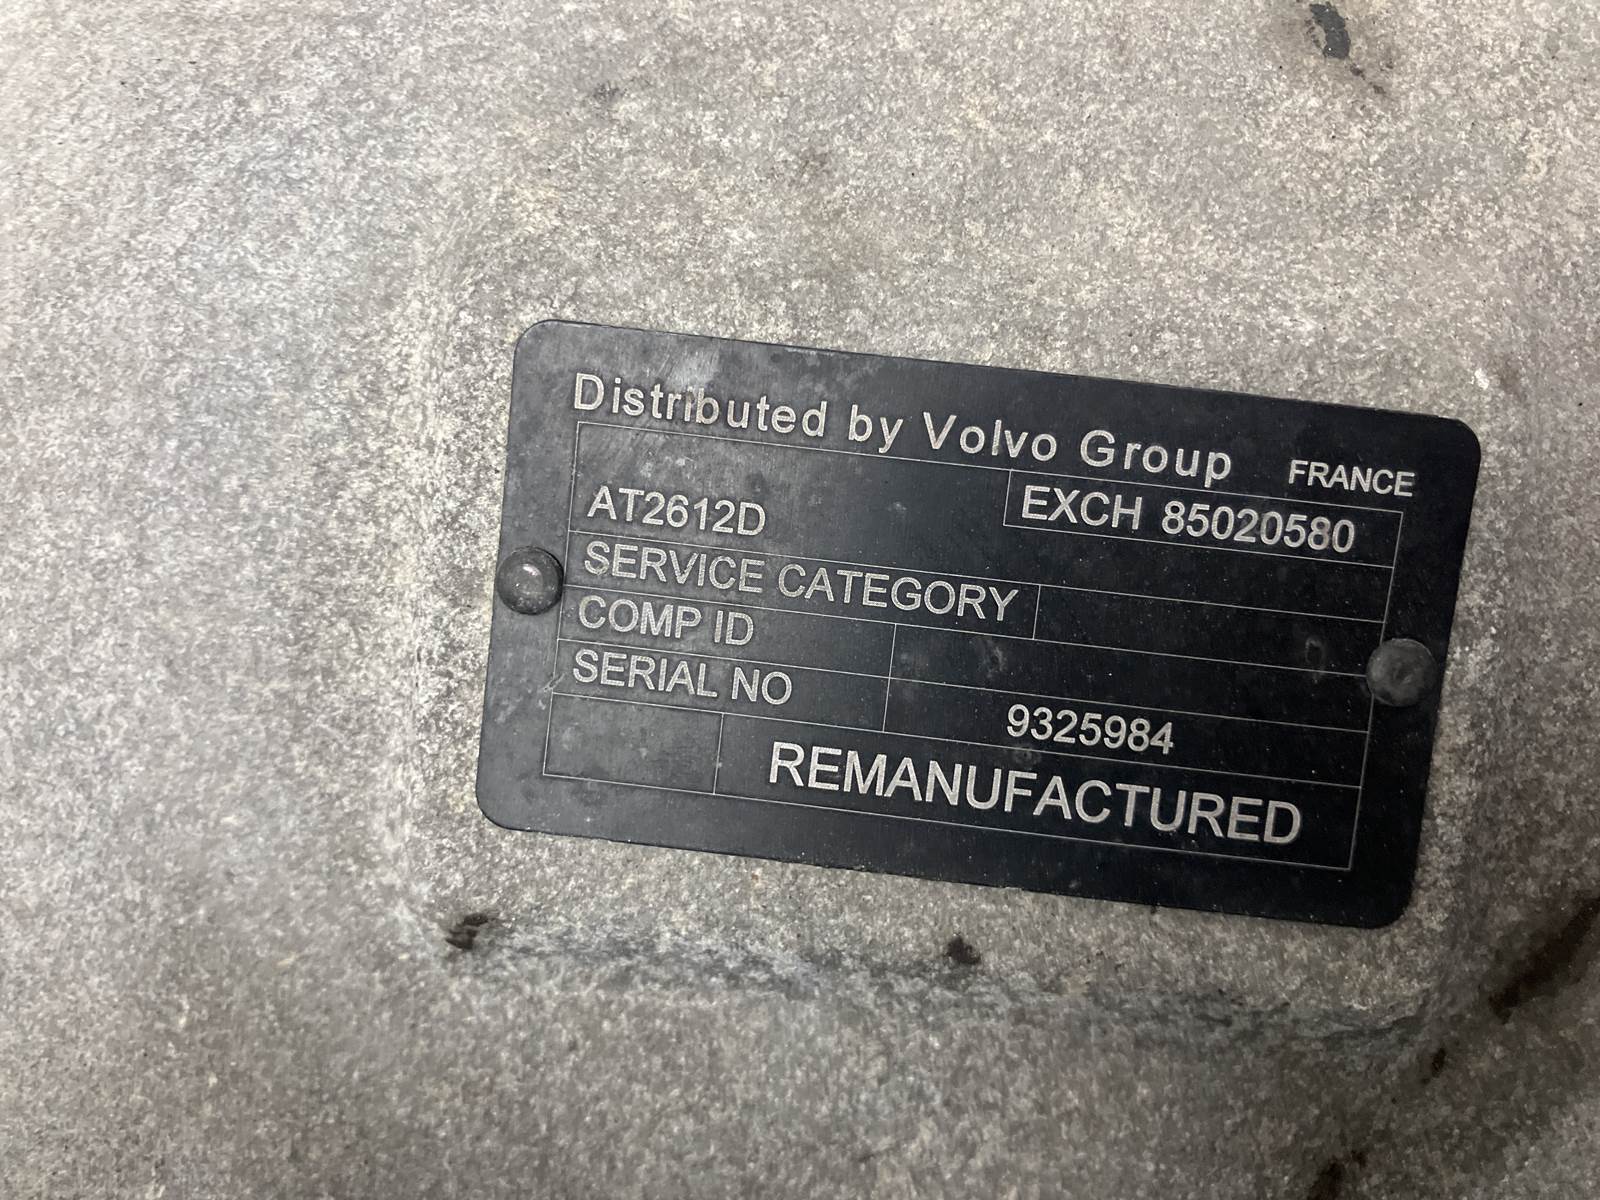 Distributed by Volvo Group FRANCE
AT2612D EXCH 85020580
SERVICE CATEGORY
COMP ID
SERIAL NO 9325984
REMANUFACTURED